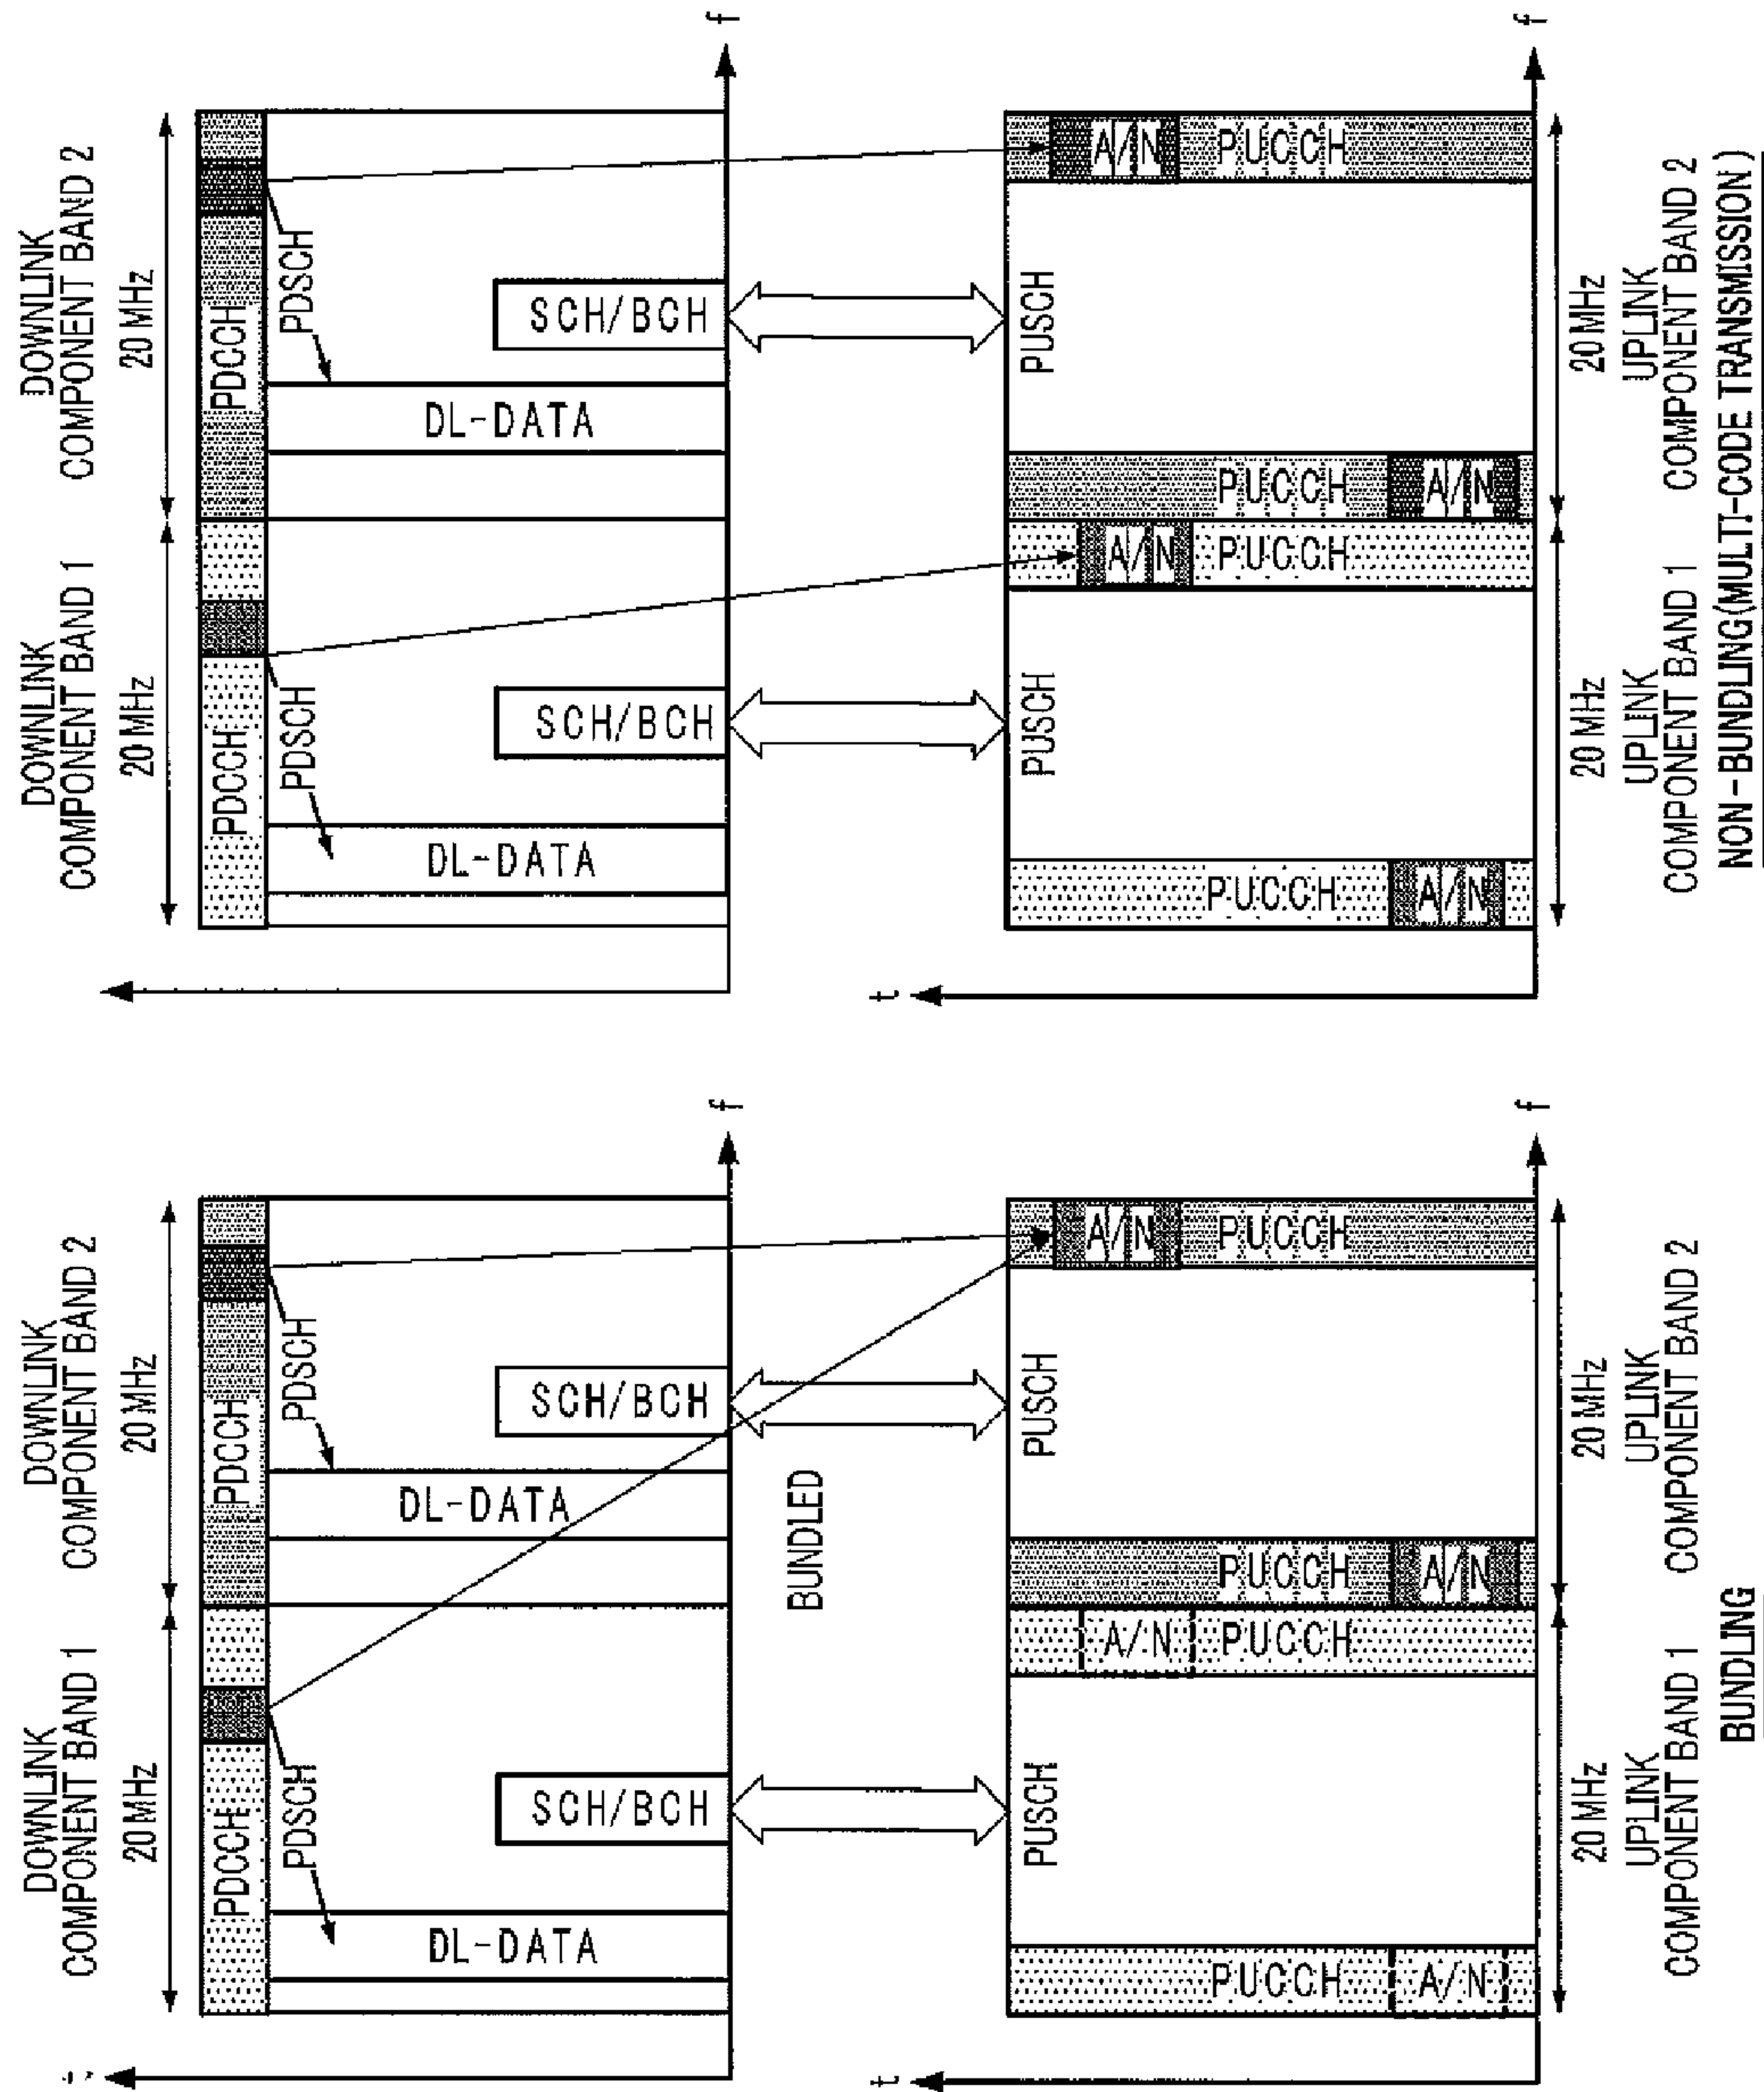 DOWNLINK
COMPONENT BAND 1
20 MHz
DOWNLINK
COMPONENT BAND 2
20 MHz
PDCCH
PDCCH
PDSCH
PDSCH
DL-DATA
SCH/BCH
DL-DATA
SCH/BCH
f
BUNDLED
t
PUSCH
PUSCH
A/N
A/N
PUCCH
PUCCH
PUCCH
PUCCH
A/N
A/N
f
20 MHz
UPLINK
COMPONENT BAND 1
20 MHz
UPLINK
COMPONENT BAND 2
BUNDLING
DOWNLINK
COMPONENT BAND 1
20 MHz
DOWNLINK
COMPONENT BAND 2
20 MHz
PDCCH
PDCCH
PDSCH
PDSCH
DL-DATA
SCH/BCH
DL-DATA
SCH/BCH
f
t
PUSCH
PUSCH
A/N
A/N
PUCCH
PUCCH
PUCCH
PUCCH
A/N
A/N
f
20 MHz
UPLINK
COMPONENT BAND 1
20 MHz
UPLINK
COMPONENT BAND 2
NON-BUNDLING(MULTI-CODE TRANSMISSION)